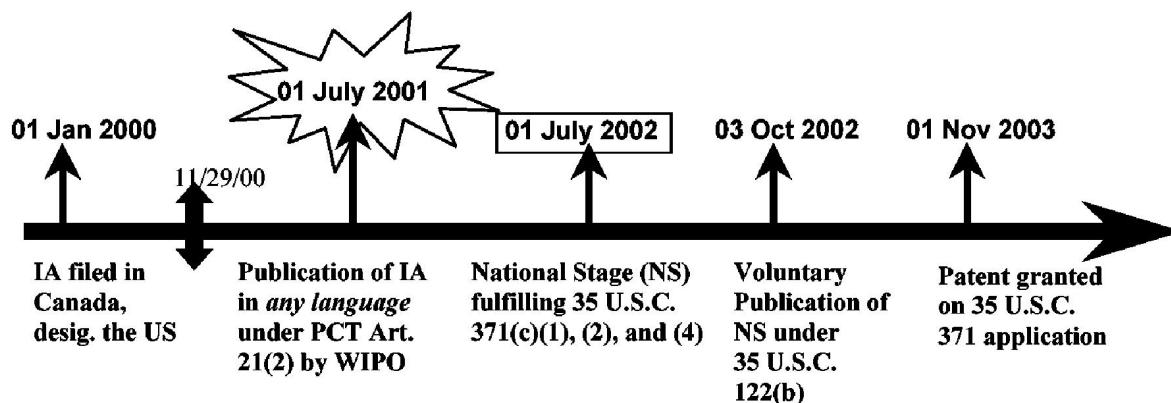 01 Jan 2000
01 July 2001
01 July 2002
03 Oct 2002
01 Nov 2003
11/29/00
IA filed in
Canada,
desig. the US
Publication of IA
in any language
under PCT Art.
21(2) by WIPO
National Stage (NS)
fulfilling 35 U.S.C.
371(c)(1), (2), and (4)
Voluntary
Publication of
NS under
35 U.S.C.
122(b)
Patent granted
on 35 U.S.C.
371 application